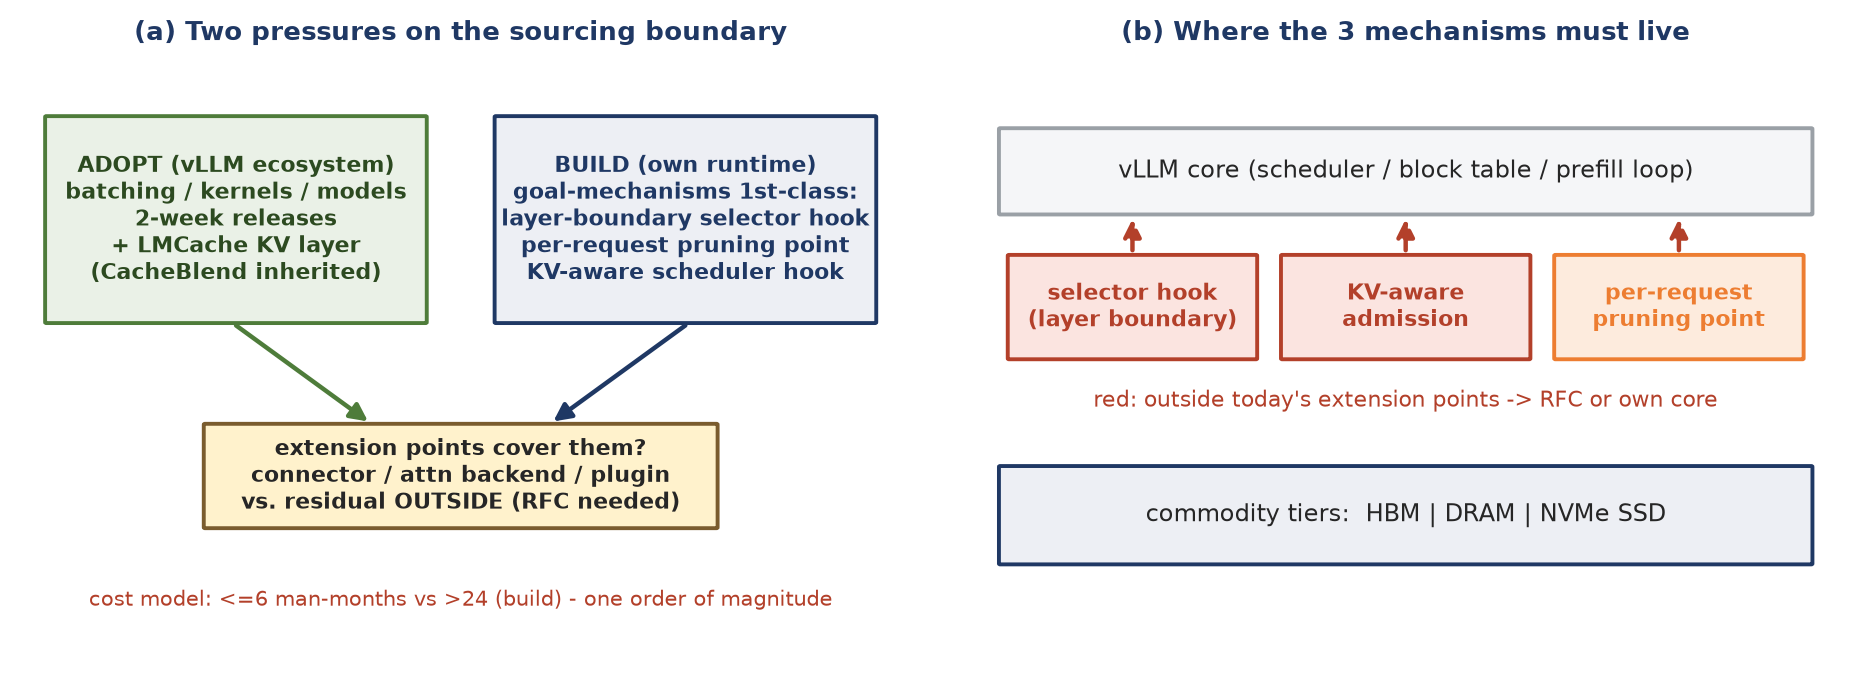 (a) Two pressures on the sourcing boundary
ADOPT (vLLM ecosystem)
batching / kernels / models
2-week releases
+ LMCache KV layer
(CacheBlend inherited)
BUILD (own runtime)
goal-mechanisms 1st-class:
layer-boundary selector hook
per-request pruning point
KV-aware scheduler hook
extension points cover them?
connector / attn backend / plugin
vs. residual OUTSIDE (RFC needed)
cost model: <=6 man-months vs >24 (build) - one order of magnitude
(b) Where the 3 mechanisms must live
vLLM core (scheduler / block table / prefill loop)
selector hook
(layer boundary)
KV-aware
admission
per-request
pruning point
red: outside today's extension points -> RFC or own core
commodity tiers:  HBM | DRAM | NVMe SSD